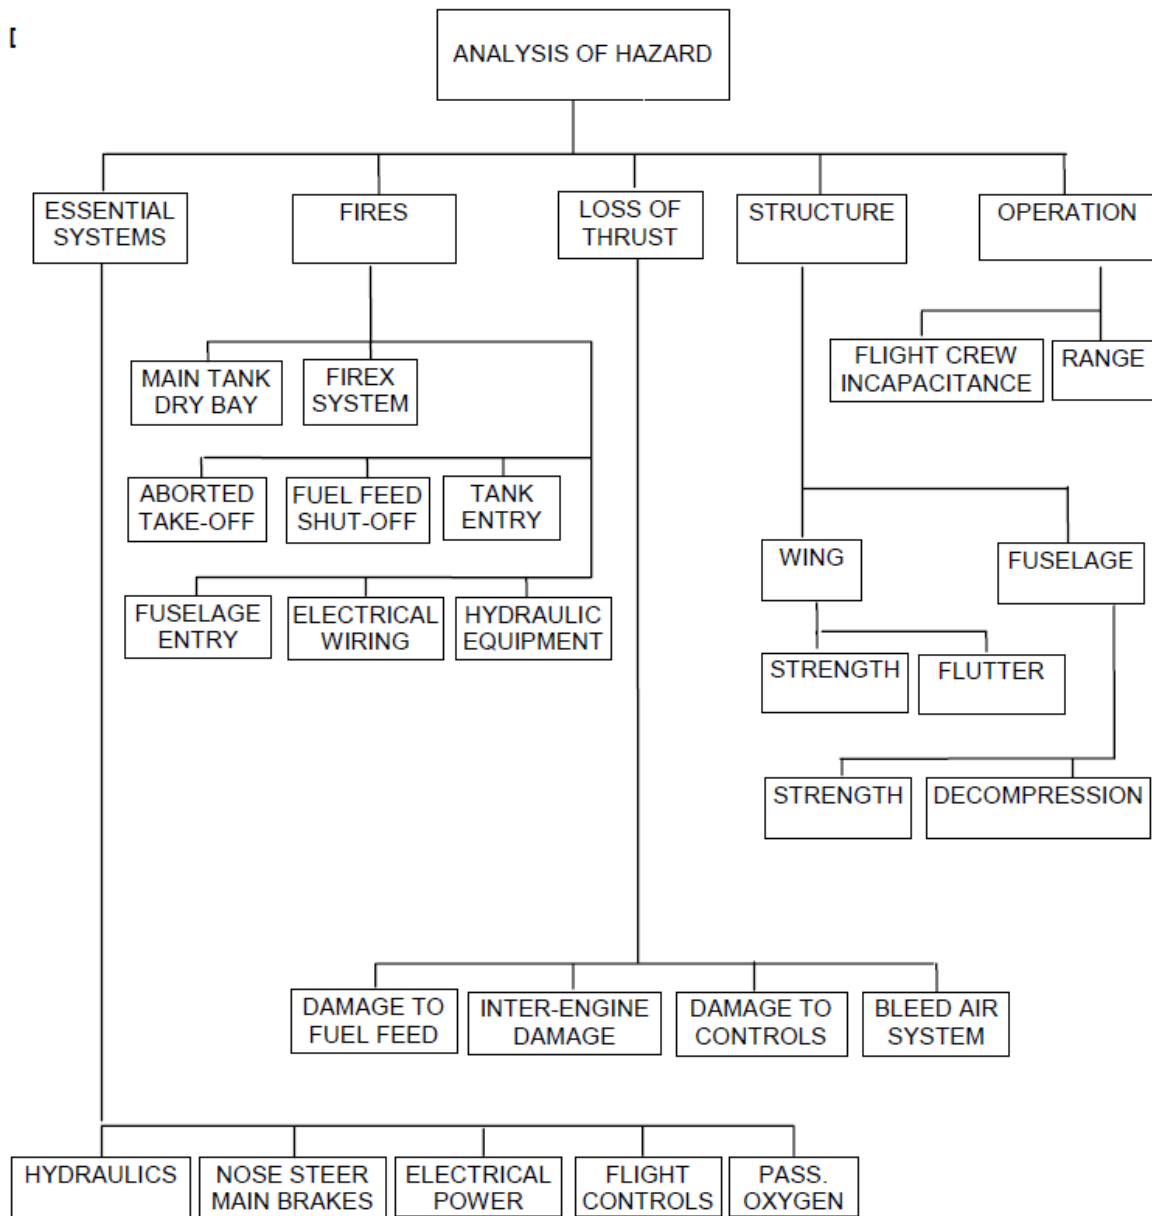 [
ANALYSIS OF HAZARD
ESSENTIAL
SYSTEMS
FIRES
LOSS OF
THRUST
STRUCTURE
OPERATION
MAIN TANK
DRY BAY
FIREX
SYSTEM
FLIGHT CREW
INCAPACITANCE
RANGE
ABORTED
TAKE-OFF
FUEL FEED
SHUT-OFF
TANK
ENTRY
WING
FUSELAGE
FUSELAGE
ENTRY
ELECTRICAL
WIRING
HYDRAULIC
EQUIPMENT
STRENGTH
FLUTTER
STRENGTH
DECOMPRESSION
DAMAGE TO
FUEL FEED
INTER-ENGINE
DAMAGE
DAMAGE TO
CONTROLS
BLEED AIR
SYSTEM
HYDRAULICS
NOSE STEER
MAIN BRAKES
ELECTRICAL
POWER
FLIGHT
CONTROLS
PASS.
OXYGEN